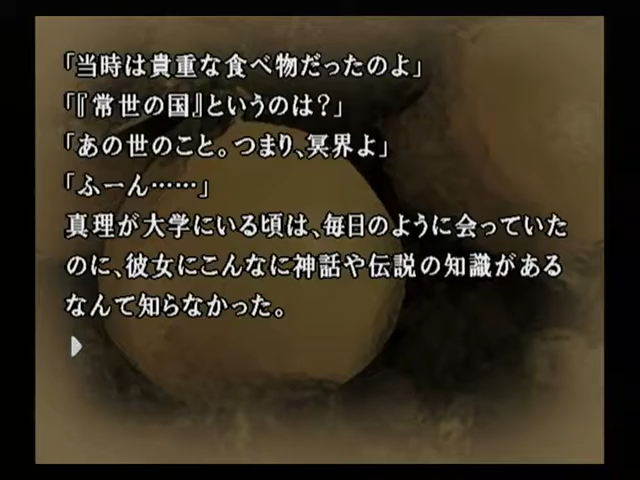 「当時は貴重な食べ物だったのよ」
「『常世の国』というのは？」
「あの世のこと。つまり、冥界よ」
「ふーん……」
真理が大学にいる頃は、毎日のように会っていた
のに、彼女にこんなに神話や伝説の知識がある
なんて知らなかった。